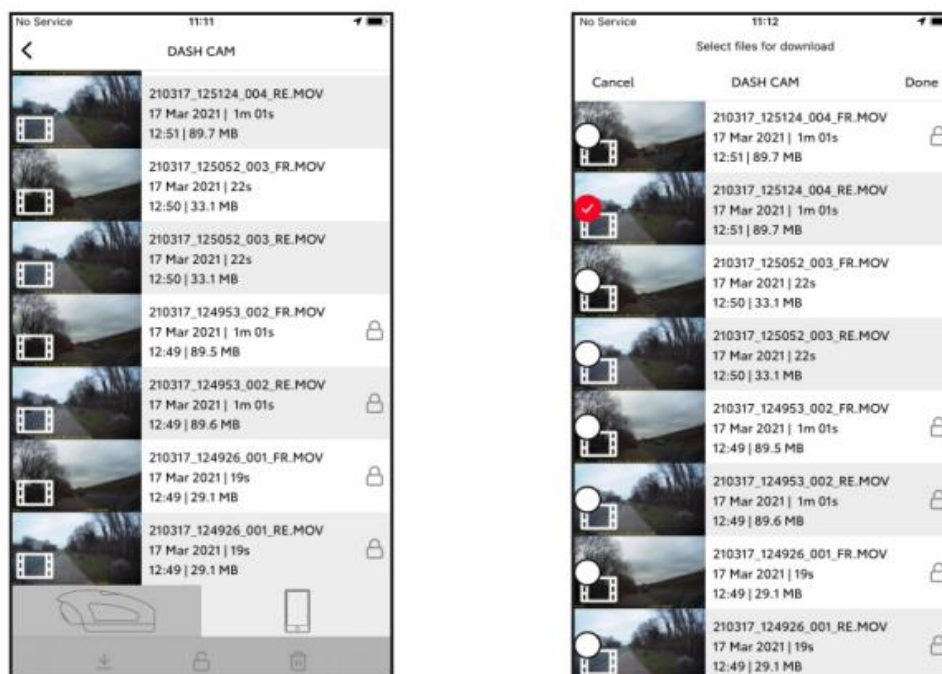 No Service 11:11
DASH CAM
210317_125124_004_RE.MOV
17 Mar 2021 | 1m 01s
12:51 | 89.7 MB
210317_125052_003_FR.MOV
17 Mar 2021 | 22s
12:50 | 33.1 MB
210317_125052_003_RE.MOV
17 Mar 2021 | 22s
12:50 | 33.1 MB
210317_124953_002_FR.MOV
17 Mar 2021 | 1m 01s
12:49 | 89.5 MB
210317_124953_002_RE.MOV
17 Mar 2021 | 1m 01s
12:49 | 89.6 MB
210317_124926_001_FR.MOV
17 Mar 2021 | 19s
12:49 | 29.1 MB
210317_124926_001_RE.MOV
17 Mar 2021 | 19s
12:49 | 29.1 MB
No Service 11:12
Select files for download
Cancel DASH CAM Done
210317_125124_004_FR.MOV
17 Mar 2021 | 1m 01s
12:51 | 89.7 MB
210317_125124_004_RE.MOV
17 Mar 2021 | 1m 01s
12:51 | 89.7 MB
210317_125052_003_FR.MOV
17 Mar 2021 | 22s
12:50 | 33.1 MB
210317_125052_003_RE.MOV
17 Mar 2021 | 22s
12:50 | 33.1 MB
210317_124953_002_FR.MOV
17 Mar 2021 | 1m 01s
12:49 | 89.5 MB
210317_124953_002_RE.MOV
17 Mar 2021 | 1m 01s
12:49 | 89.6 MB
210317_124926_001_FR.MOV
17 Mar 2021 | 19s
12:49 | 29.1 MB
210317_124926_001_RE.MOV
17 Mar 2021 | 19s
12:49 | 29.1 MB